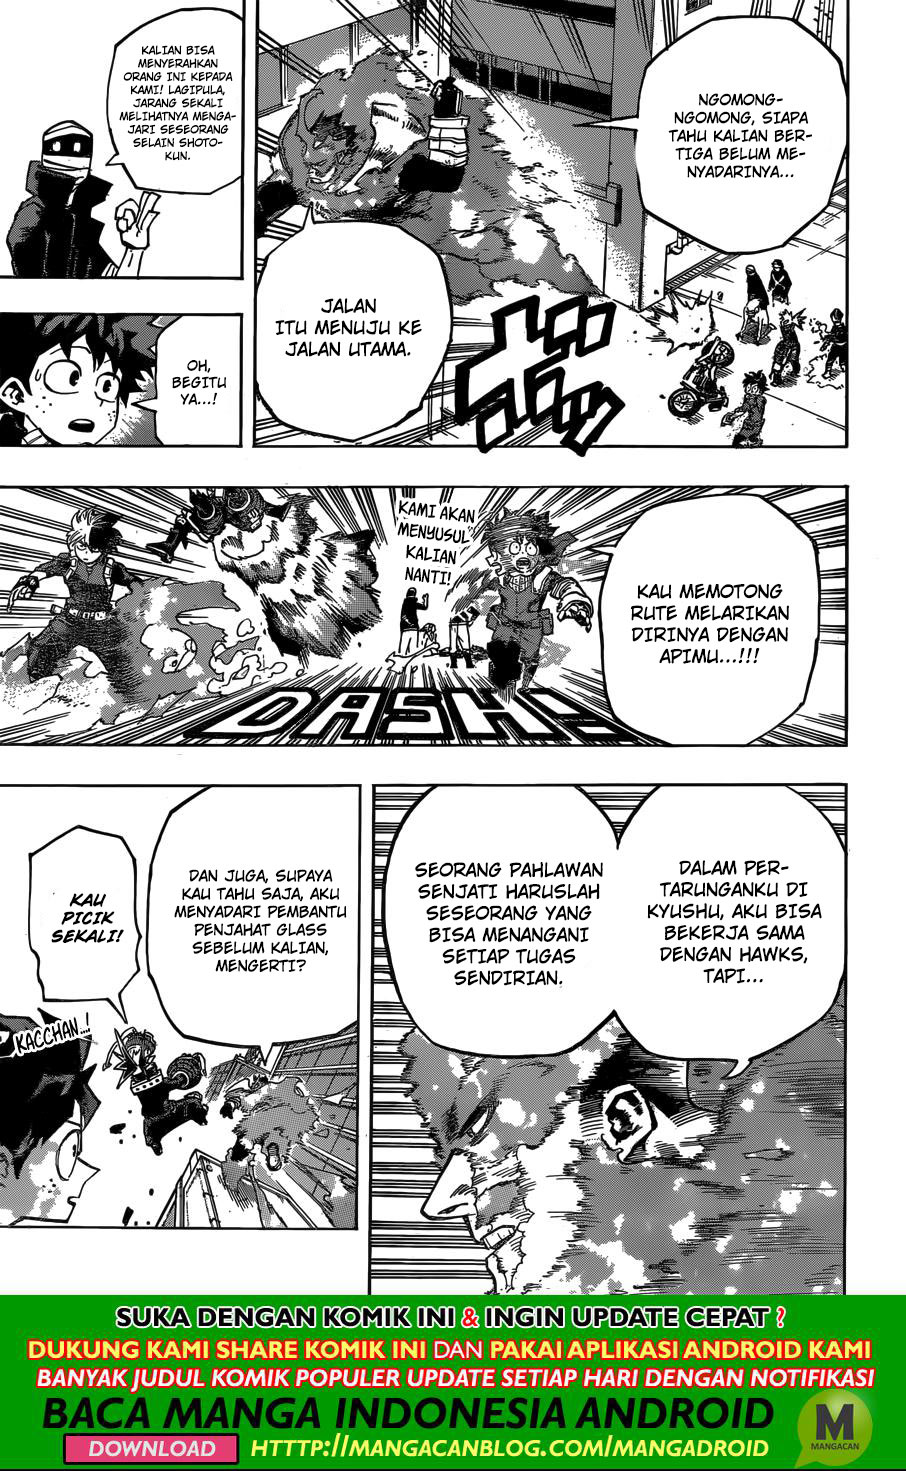 NGOMONG-
NGOMONG, SIAPA
TAHU KALIAN BER-
TIGA BELUM ME-
NYADARINYA...
JALAN
ITU MENUJU KE
JALAN UTAMA.
KALIAN BISA
MENYERAHKAN
ORANG INI KEPADA
KAMI! LAGIPULA,
JARANG SEKALI
MELIHATNYA MENGA-
JARI SESEORANG
SELAIN SHOTO-
KUN.
OH,
BEGITU
YA...!
KAU MEMOTONG
RUTE MELARIKAN
DIRINYA DENGAN
APIMU...!!!
KAMI AKAN
MENYUSUL
KALIAN
NANTI!
DASH!
DALAM PER-
TARUNGANKU DI
KYUSHU, AKU BISA
BEKERJA SAMA
DENGAN HAWKS,
TAPI...
SEORANG PAHLAWAN
SENJATI HARUSLAH
SESEORANG YANG
BISA MENANGANI
SETIAP TUGAS
SENDIRIAN.
DAN JUGA, SUPAYA
KAU TAHU SAJA, AKU
MENYADARI PEMBANTU
PENJAHAT GLASS
SEBELUM KALIAN,
MENGERTI?
KAU
PICIK
SEKALI!
KACCHAN..!
SUKA DENGAN KOMIK INI & INGIN UPDATE CEPAT ?
DUKUNG KAMI SHARE KOMIK INI DAN PAKAI APLIKASI ANDROID KAMI
BANYAK JUDUL KOMIK POPULER UPDATE SETIAP HARI DENGAN NOTIFIKASI
BACA MANGA INDONESIA ANDROID
DOWNLOAD HTTTP://MANGACANBLOG.COM/MANGADROID
M
MANGACAN